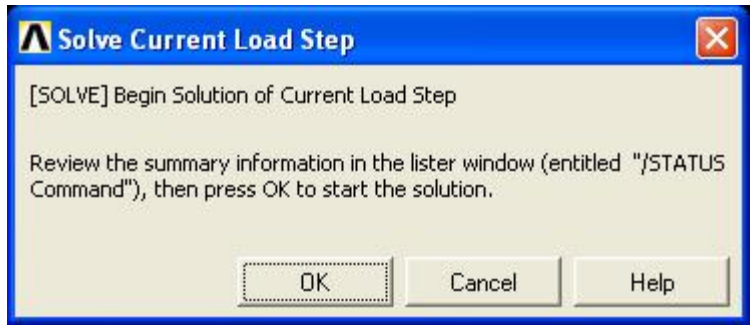 Solve Current Load Step
[SOLVE] Begin Solution of Current Load Step
Review the summary information in the lister window (entitled "/STATUS
Command"), then press OK to start the solution.
OK Cancel Help